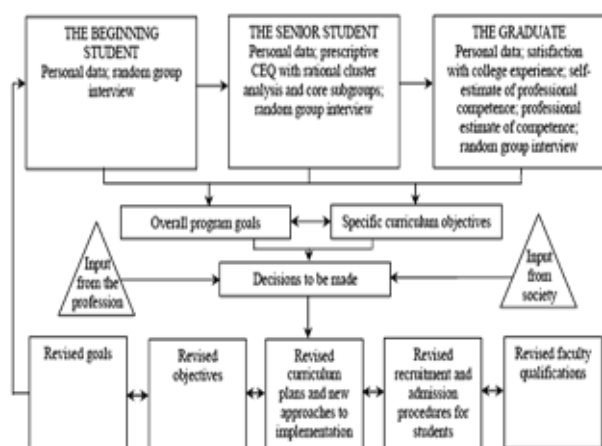 THE BEGINNING
STUDENT
Personal data; random group
interview
THE SENIOR STUDENT
Personal data; prescriptive
CEQ with rational cluster
analysis and core subgroups;
random group interview
THE GRADUATE
Personal data; satisfaction
with college experience; self-
estimate of professional
competence; professional
estimate of competence;
random group interview
Overall program goals
Specific curriculum objectives
Input
from the
profession
Decisions to be made
Input
from
society
Revised goals
Revised
objectives
Revised
curriculum
plans and new
approaches to
implementation
Revised
recruitment and
admission
procedures for
students
Revised faculty
qualifications